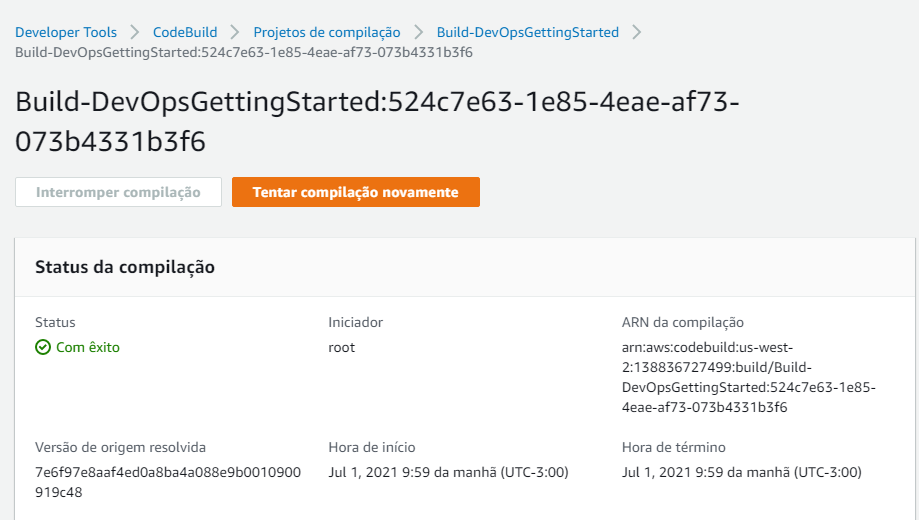 Developer Tools > CodeBuild > Projetos de compilação > Build-DevOpsGettingStarted >
Build-DevOpsGettingStarted:524c7e63-1e85-4eae-af73-073b4331b3f6
Build-DevOpsGettingStarted:524c7e63-1e85-4eae-af73-
073b4331b3f6
Interromper compilação Tentar compilação novamente
Status da compilação
Status Iniciador ARN da compilação
Com êxito root arn:aws:codebuild:us-west-
2:138836727499:build/Build-
DevOpsGettingStarted:524c7e63-1e85-
4eae-af73-073b4331b3f6
Versão de origem resolvida Hora de início Hora de término
7e6f97e8aaf4ed0a8ba4a088e9b0010900 Jul 1, 2021 9:59 da manhã (UTC-3:00) Jul 1, 2021 9:59 da manhã (UTC-3:00)
919c48